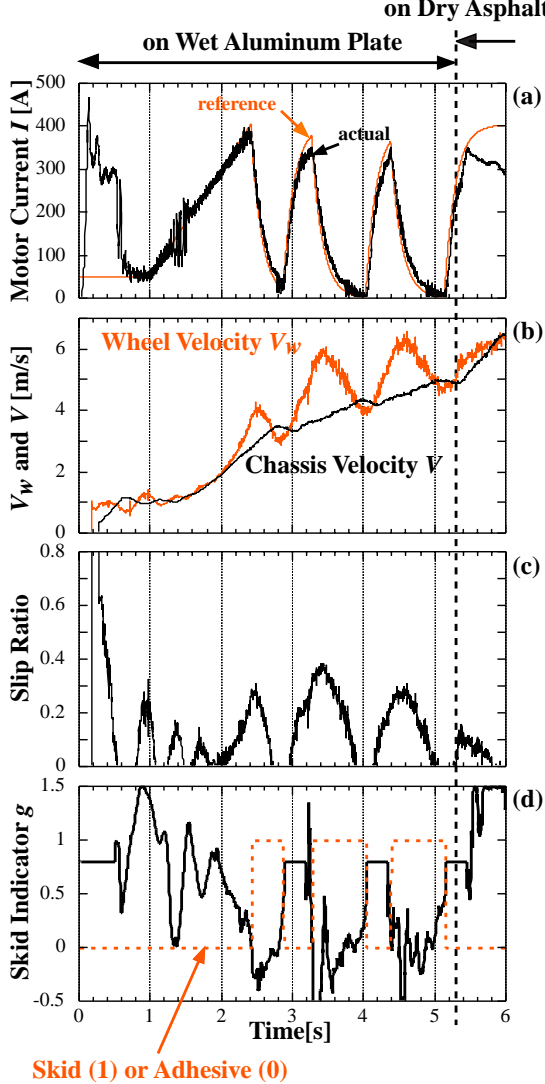 on Dry Asphalt
on Wet Aluminum Plate
500
400
300
200
100
0
Motor Current I [A]
reference
actual
(a)
6
4
2
0
V_W and V [m/s]
Wheel Velocity V_W
Chassis Velocity V
(b)
0.8
0.6
0.4
0.2
0
Slip Ratio
(c)
1.5
1
0.5
0
-0.5
Skid Indicator g
(d)
0 1 2 3 4 5 6
Time[s]
Skid (1) or Adhesive (0)